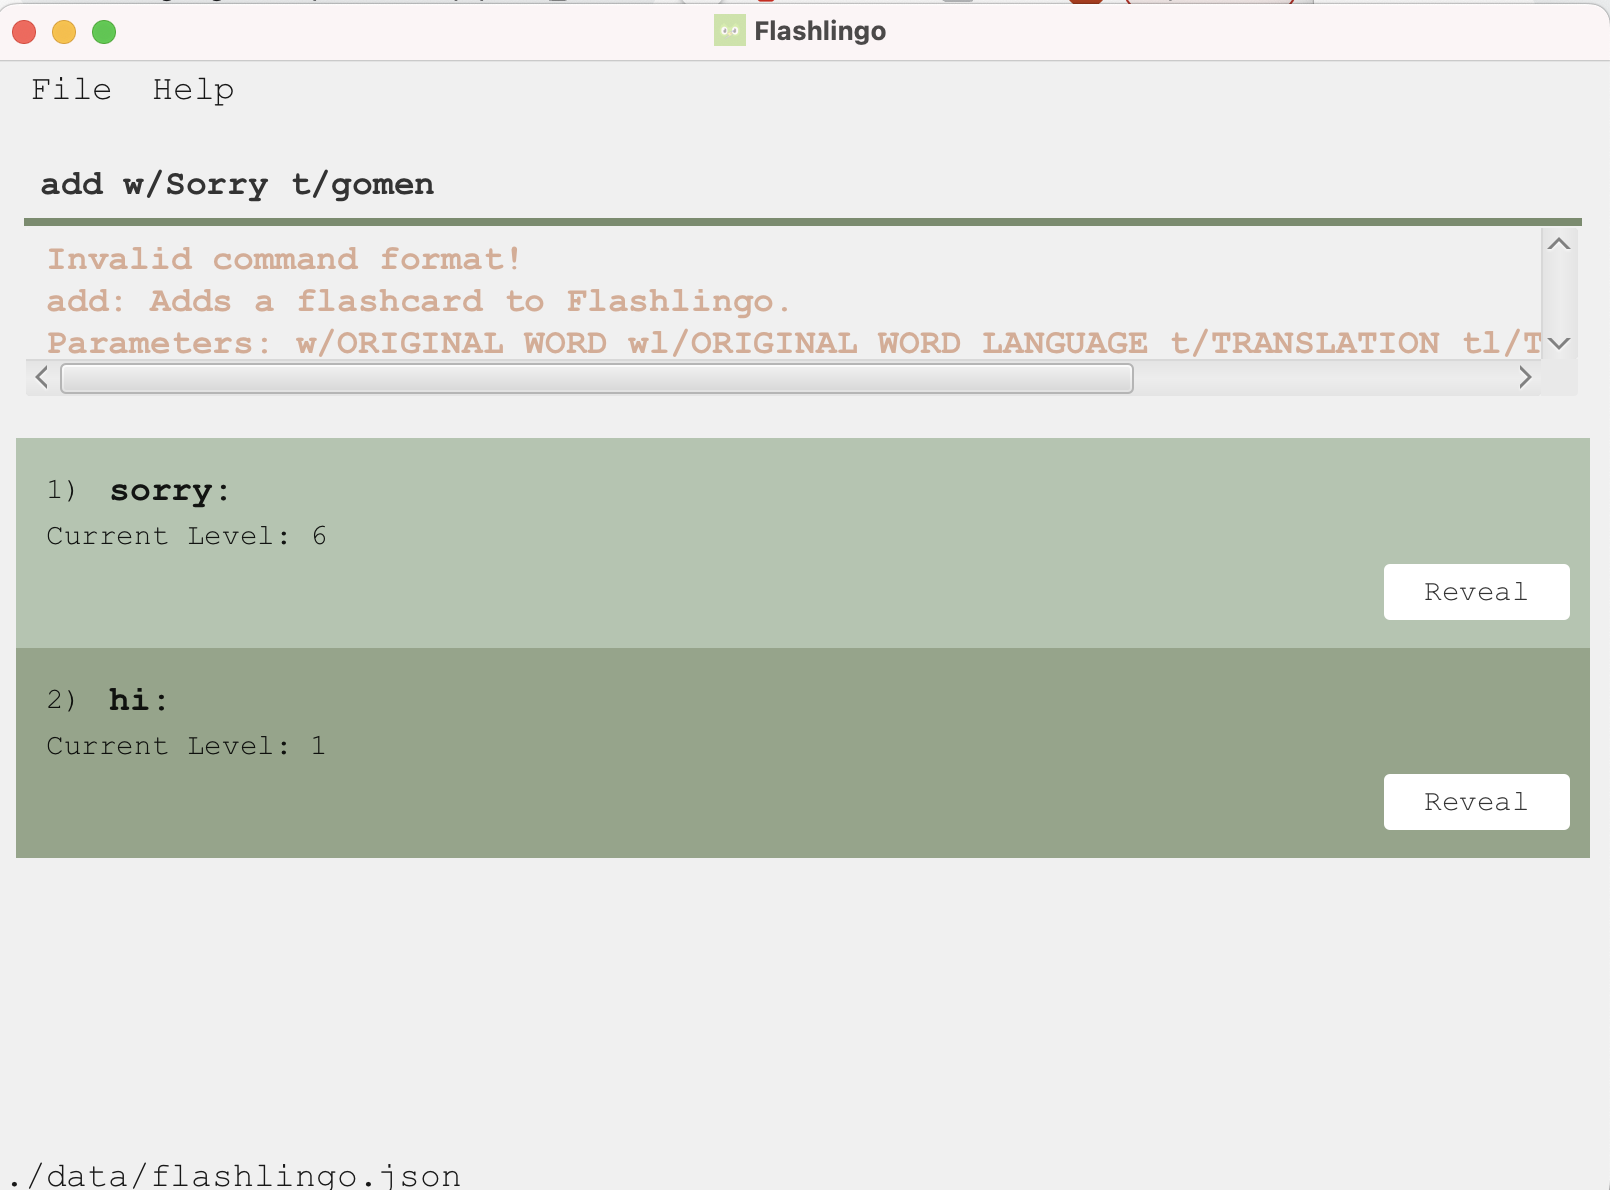 Flashlingo
File Help
add w/Sorry t/gomen
Invalid command format!
add: Adds a flashcard to Flashlingo.
Parameters: w/ORIGINAL WORD wl/ORIGINAL WORD LANGUAGE t/TRANSLATION tl/T
1) sorry:
Current Level: 6
Reveal
2) hi:
Current Level: 1
Reveal
./data/flashlingo.json